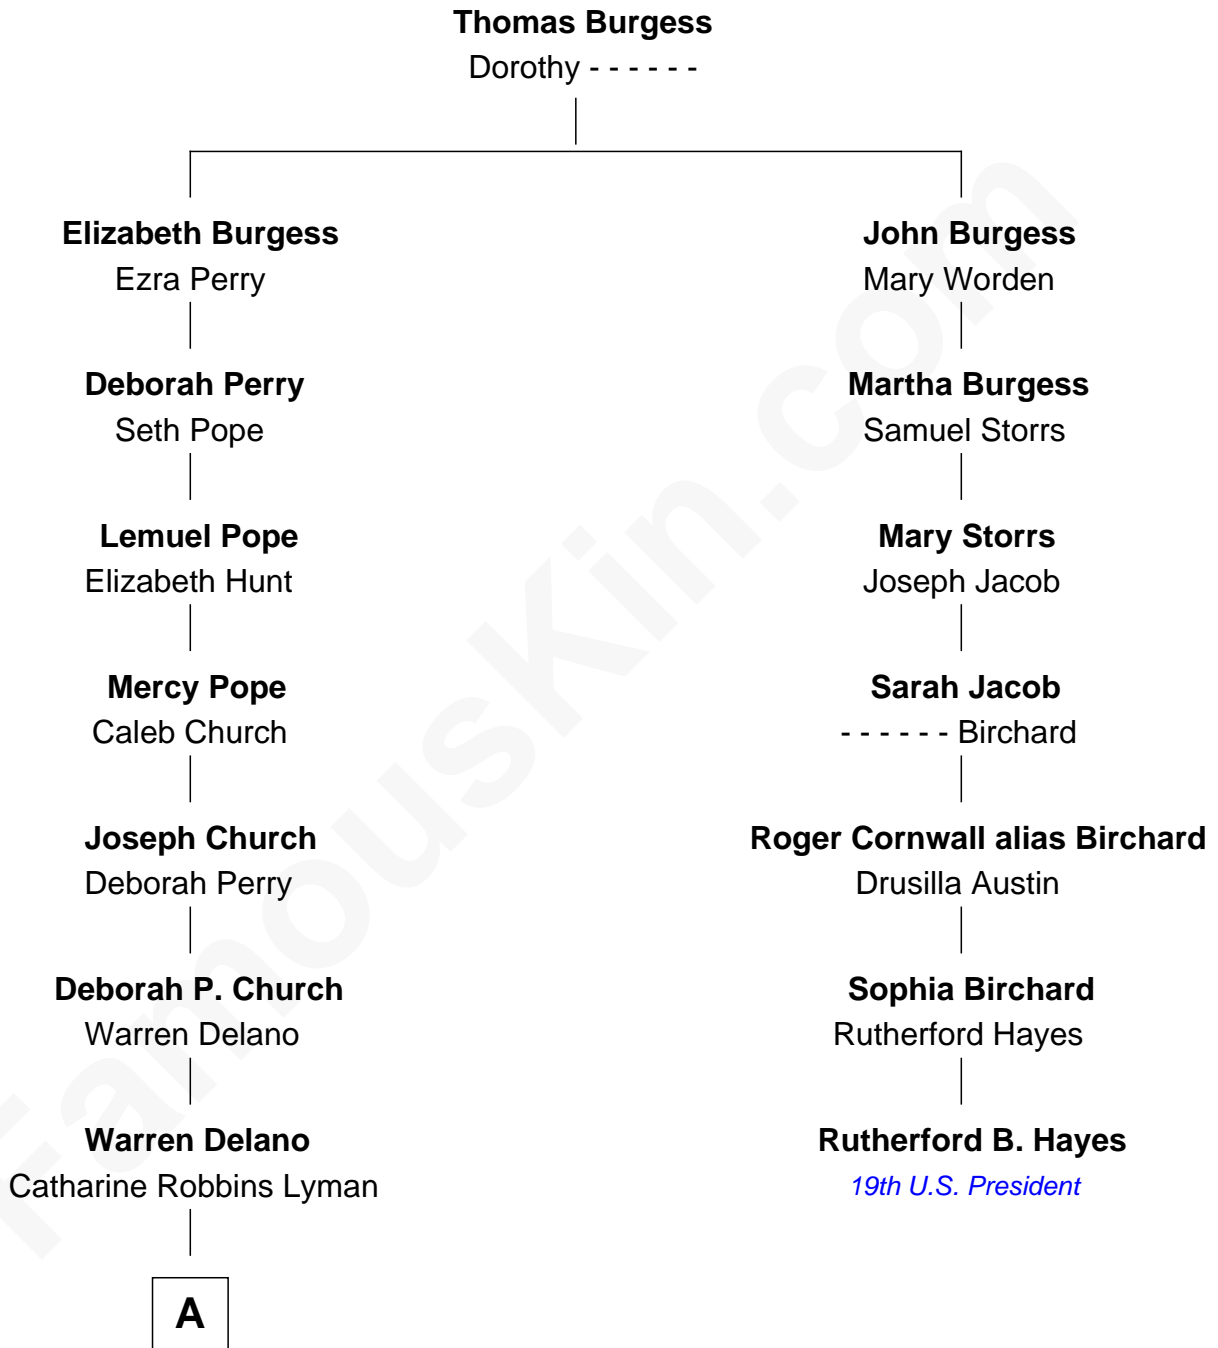 Thomas Burgess
Dorothy - - - - - -
Elizabeth Burgess
Ezra Perry
John Burgess
Mary Worden
Deborah Perry
Seth Pope
Martha Burgess
Samuel Storrs
Lemuel Pope
Elizabeth Hunt
Mary Storrs
Joseph Jacob
Mercy Pope
Caleb Church
Sarah Jacob
- - - - - - Birchard
Joseph Church
Deborah Perry
Roger Cornwall alias Birchard
Drusilla Austin
Deborah P. Church
Warren Delano
Sophia Birchard
Rutherford Hayes
Warren Delano
Catharine Robbins Lyman
Rutherford B. Hayes
19th U.S. President
A
FamousKin.com